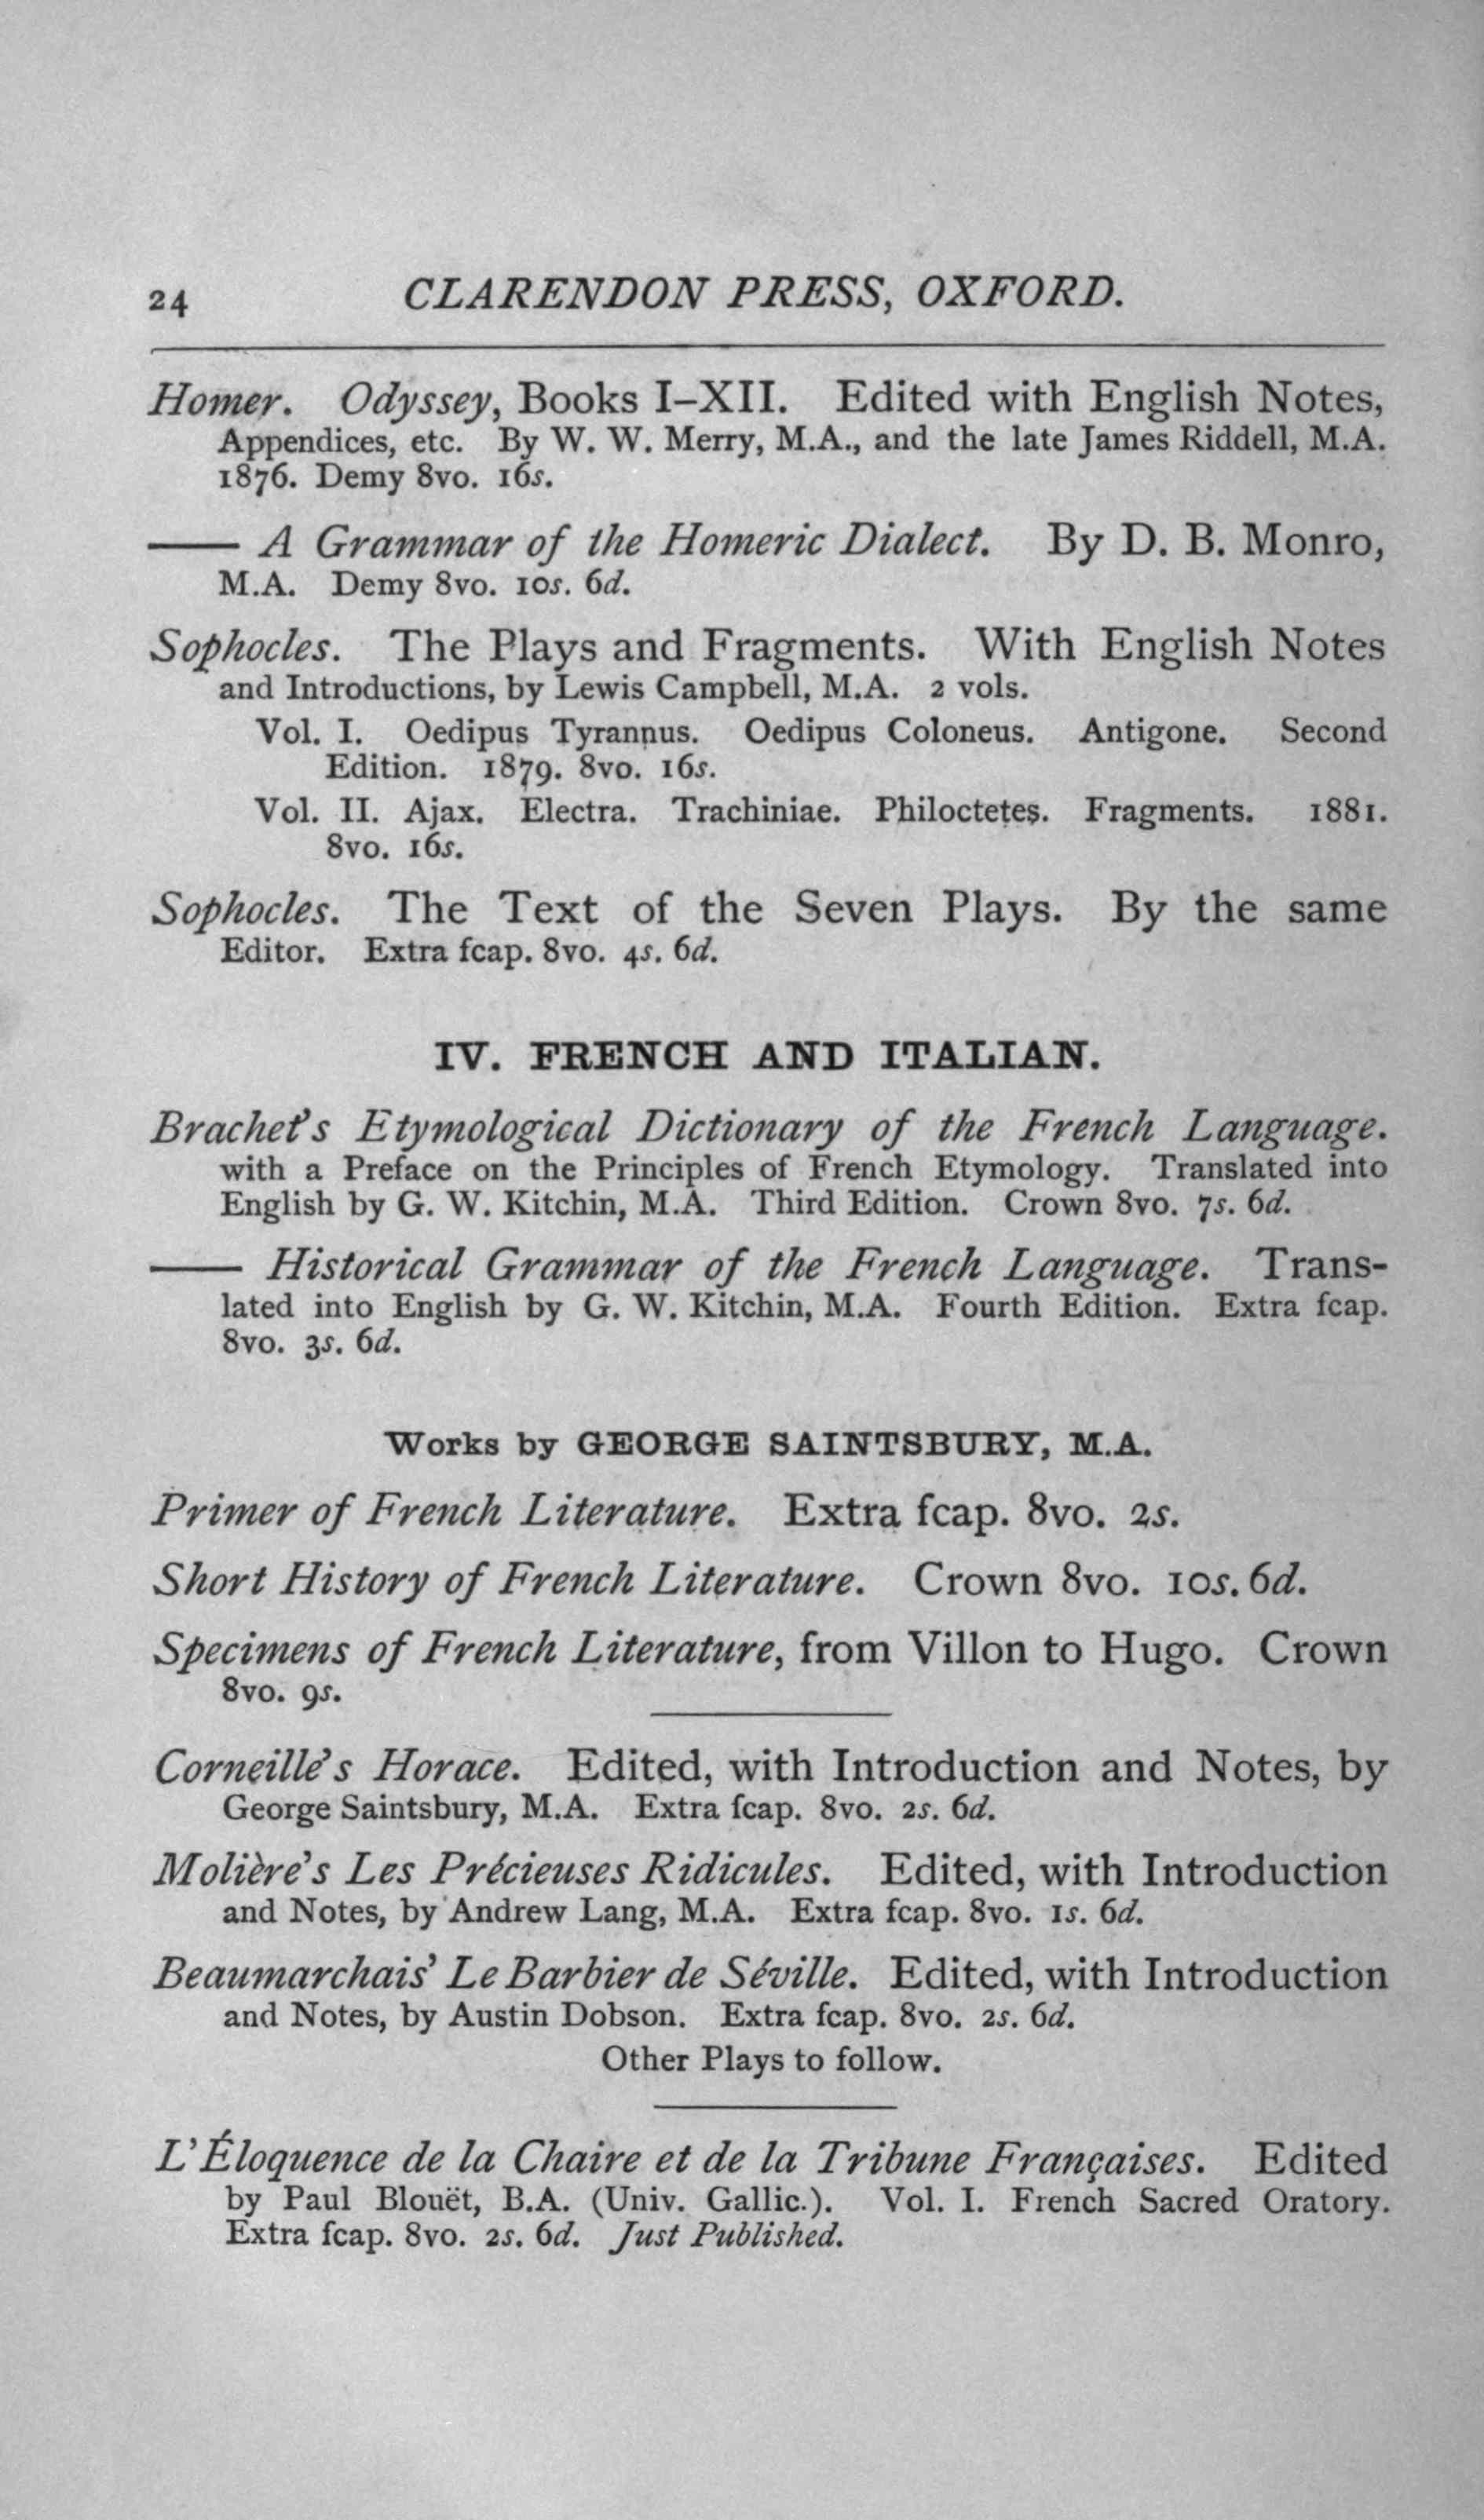 24 CLARENDON PRESS, OXFORD.
Homer. Odyssey, Books I–XII. Edited with English Notes,
Appendices, etc. By W. W. Merry, M.A., and the late James Riddell, M.A.
1876. Demy 8vo. 16s.
—— A Grammar of the Homeric Dialect. By D. B. Monro,
M.A. Demy 8vo. 10s. 6d.
Sophocles. The Plays and Fragments. With English Notes
and Introductions, by Lewis Campbell, M.A. 2 vols.
Vol. I. Oedipus Tyrannus. Oedipus Coloneus. Antigone. Second
Edition. 1879. 8vo. 16s.
Vol. II. Ajax. Electra. Trachiniae. Philoctetes. Fragments. 1881.
8vo. 16s.
Sophocles. The Text of the Seven Plays. By the same
Editor. Extra fcap. 8vo. 4s. 6d.
IV. FRENCH AND ITALIAN.
Brachet's Etymological Dictionary of the French Language.
with a Preface on the Principles of French Etymology. Translated into
English by G. W. Kitchin, M.A. Third Edition. Crown 8vo. 7s. 6d.
—— Historical Grammar of the French Language. Trans-
lated into English by G. W. Kitchin, M.A. Fourth Edition. Extra fcap.
8vo. 3s. 6d.
Works by GEORGE SAINTSBURY, M.A.
Primer of French Literature. Extra fcap. 8vo. 2s.
Short History of French Literature. Crown 8vo. 10s. 6d.
Specimens of French Literature, from Villon to Hugo. Crown
8vo. 9s.
Corneille's Horace. Edited, with Introduction and Notes, by
George Saintsbury, M.A. Extra fcap. 8vo. 2s. 6d.
Molière's Les Précieuses Ridicules. Edited, with Introduction
and Notes, by Andrew Lang, M.A. Extra fcap. 8vo. 1s. 6d.
Beaumarchais' Le Barbier de Séville. Edited, with Introduction
and Notes, by Austin Dobson. Extra fcap. 8vo. 2s. 6d.
Other Plays to follow.
L'Éloquence de la Chaire et de la Tribune Françaises. Edited
by Paul Blouët, B.A. (Univ. Gallic.). Vol. I. French Sacred Oratory.
Extra fcap. 8vo. 2s. 6d. Just Published.